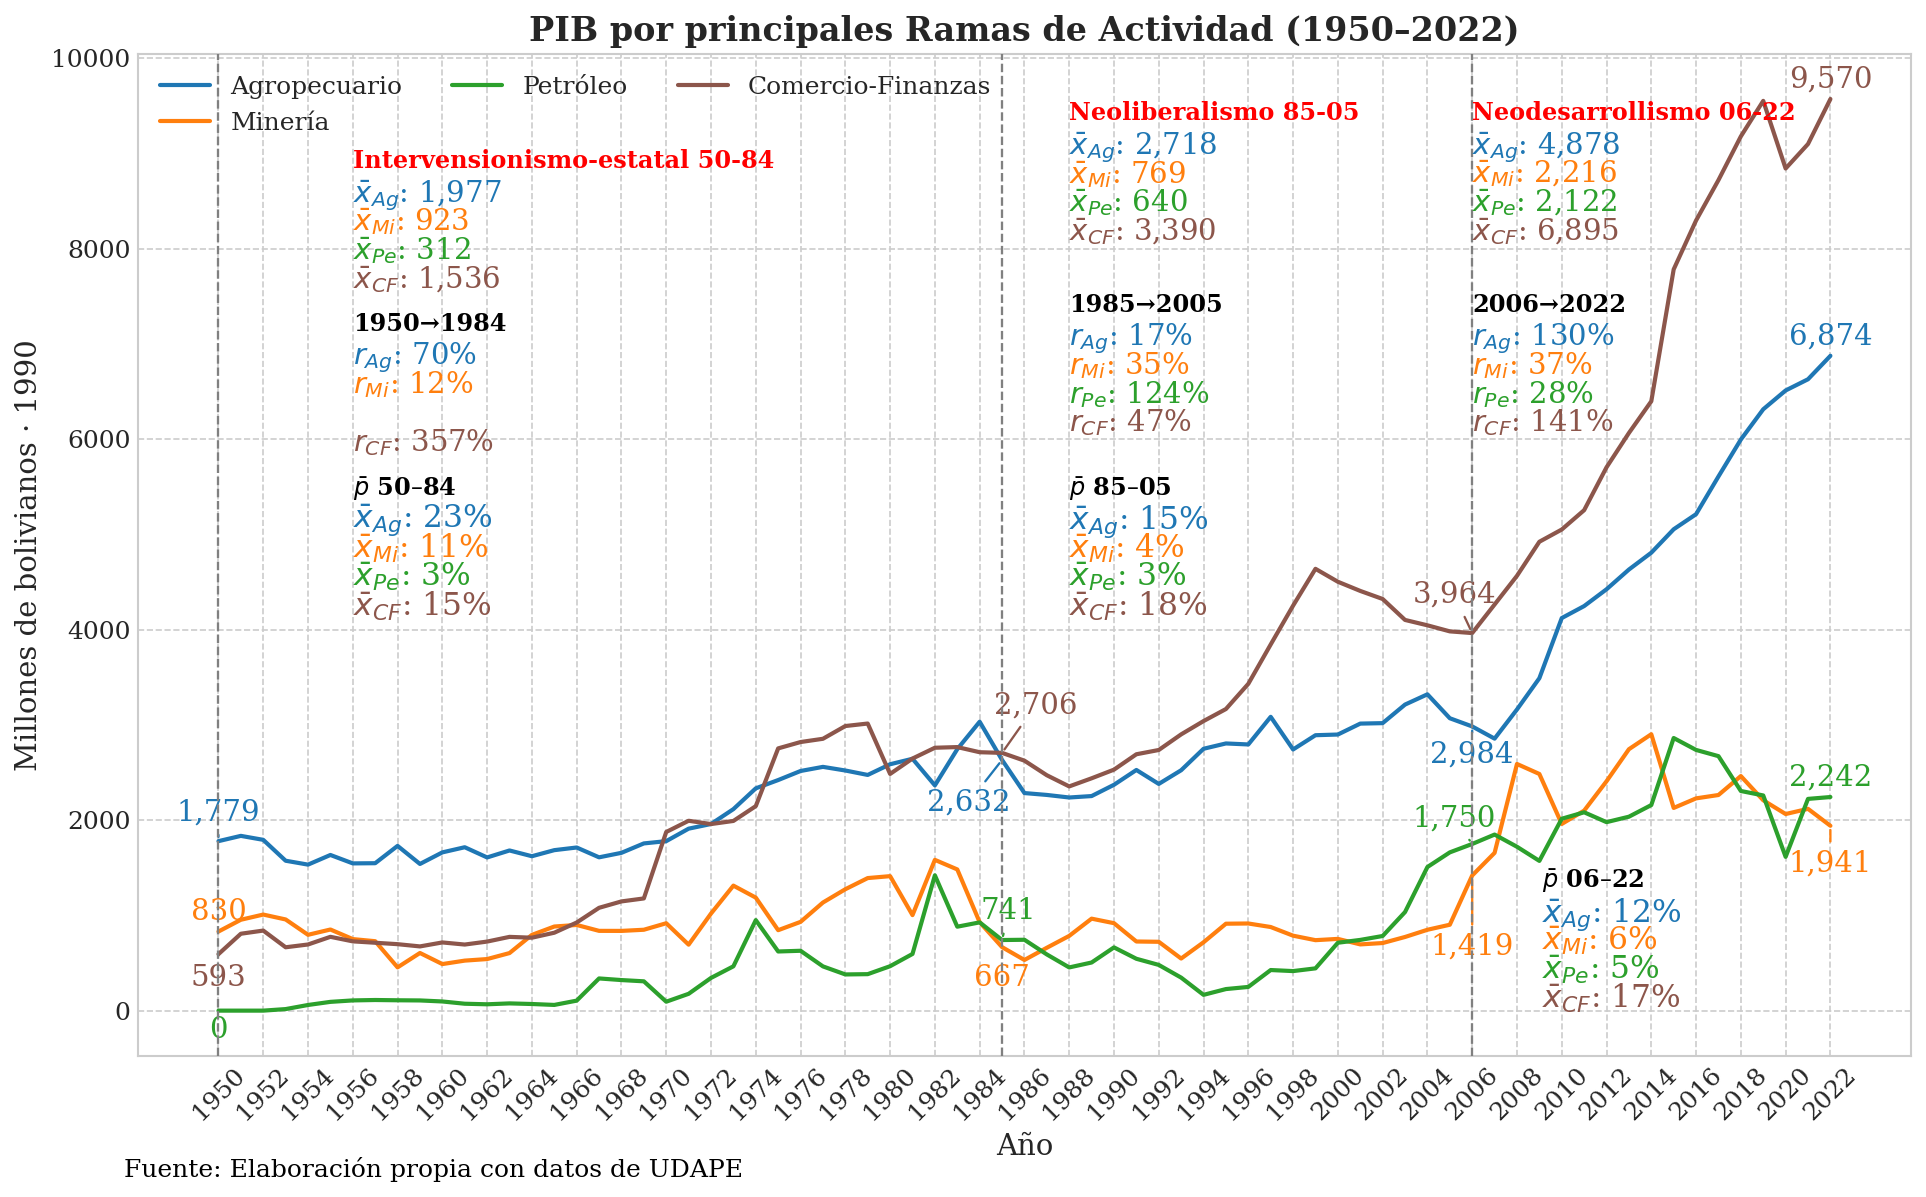 PIB por principales Ramas de Actividad (1950–2022)
Agropecuario
Minería
Petróleo
Comercio-Finanzas
Millones de bolivianos · 1990
10000
8000
6000
4000
2000
0
Intervensionismo-estatal 50-84
x̄Ag: 1,977
x̄Mi: 923
x̄Pe: 312
x̄CF: 1,536
1950→1984
rAg: 70%
rMi: 12%
rCF: 357%
p̄ 50–84
x̄Ag: 23%
x̄Mi: 11%
x̄Pe: 3%
x̄CF: 15%
Neoliberalismo 85-05
x̄Ag: 2,718
x̄Mi: 769
x̄Pe: 640
x̄CF: 3,390
1985→2005
rAg: 17%
rMi: 35%
rPe: 124%
rCF: 47%
p̄ 85–05
x̄Ag: 15%
x̄Mi: 4%
x̄Pe: 3%
x̄CF: 18%
Neodesarrollismo 06-22
x̄Ag: 4,878
x̄Mi: 2,216
x̄Pe: 2,122
x̄CF: 6,895
2006→2022
rAg: 130%
rMi: 37%
rPe: 28%
rCF: 141%
p̄ 06–22
x̄Ag: 12%
x̄Mi: 6%
x̄Pe: 5%
x̄CF: 17%
1,779
830
593
0
2,706
2,632
741
667
3,964
2,984
1,750
1,419
9,570
6,874
2,242
1,941
1950
1952
1954
1956
1958
1960
1962
1964
1966
1968
1970
1972
1974
1976
1978
1980
1982
1984
1986
1988
1990
1992
1994
1996
1998
2000
2002
2004
2006
2008
2010
2012
2014
2016
2018
2020
2022
Año
Fuente: Elaboración propia con datos de UDAPE